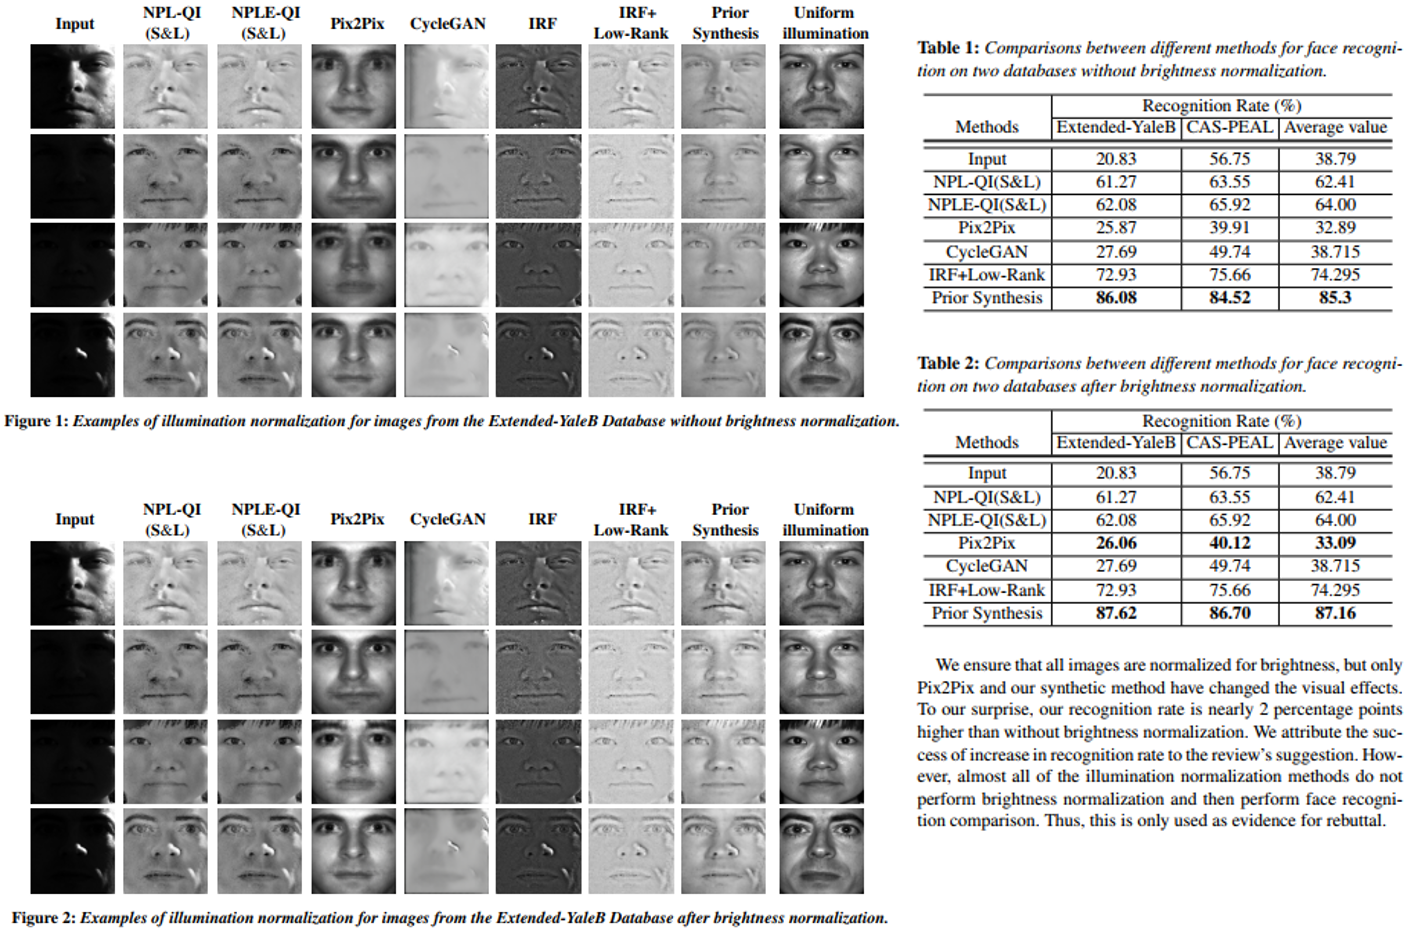 Input
NPL-QI
(S&L)
NPLE-QI
(S&L)
Pix2Pix
CycleGAN
IRF
IRF+
Low-Rank
Prior
Synthesis
Uniform
illumination
Figure 1: Examples of illumination normalization for images from the Extended-YaleB Database without brightness normalization.
Input
NPL-QI
(S&L)
NPLE-QI
(S&L)
Pix2Pix
CycleGAN
IRF
IRF+
Low-Rank
Prior
Synthesis
Uniform
illumination
Figure 2: Examples of illumination normalization for images from the Extended-YaleB Database after brightness normalization.
Table 1: Comparisons between different methods for face recogni-
tion on two databases without brightness normalization.
Recognition Rate (%)
Methods Extended-YaleB CAS-PEAL Average value
Input 20.83 56.75 38.79
NPL-QI(S&L) 61.27 63.55 62.41
NPLE-QI(S&L) 62.08 65.92 64.00
Pix2Pix 25.87 39.91 32.89
CycleGAN 27.69 49.74 38.715
IRF+Low-Rank 72.93 75.66 74.295
Prior Synthesis 86.08 84.52 85.3
Table 2: Comparisons between different methods for face recogni-
tion on two databases after brightness normalization.
Recognition Rate (%)
Methods Extended-YaleB CAS-PEAL Average value
Input 20.83 56.75 38.79
NPL-QI(S&L) 61.27 63.55 62.41
NPLE-QI(S&L) 62.08 65.92 64.00
Pix2Pix 26.06 40.12 33.09
CycleGAN 27.69 49.74 38.715
IRF+Low-Rank 72.93 75.66 74.295
Prior Synthesis 87.62 86.70 87.16
We ensure that all images are normalized for brightness, but only
Pix2Pix and our synthetic method have changed the visual effects.
To our surprise, our recognition rate is nearly 2 percentage points
higher than without brightness normalization. We attribute the suc-
cess of increase in recognition rate to the review's suggestion. How-
ever, almost all of the illumination normalization methods do not
perform brightness normalization and then perform face recogni-
tion comparison. Thus, this is only used as evidence for rebuttal.